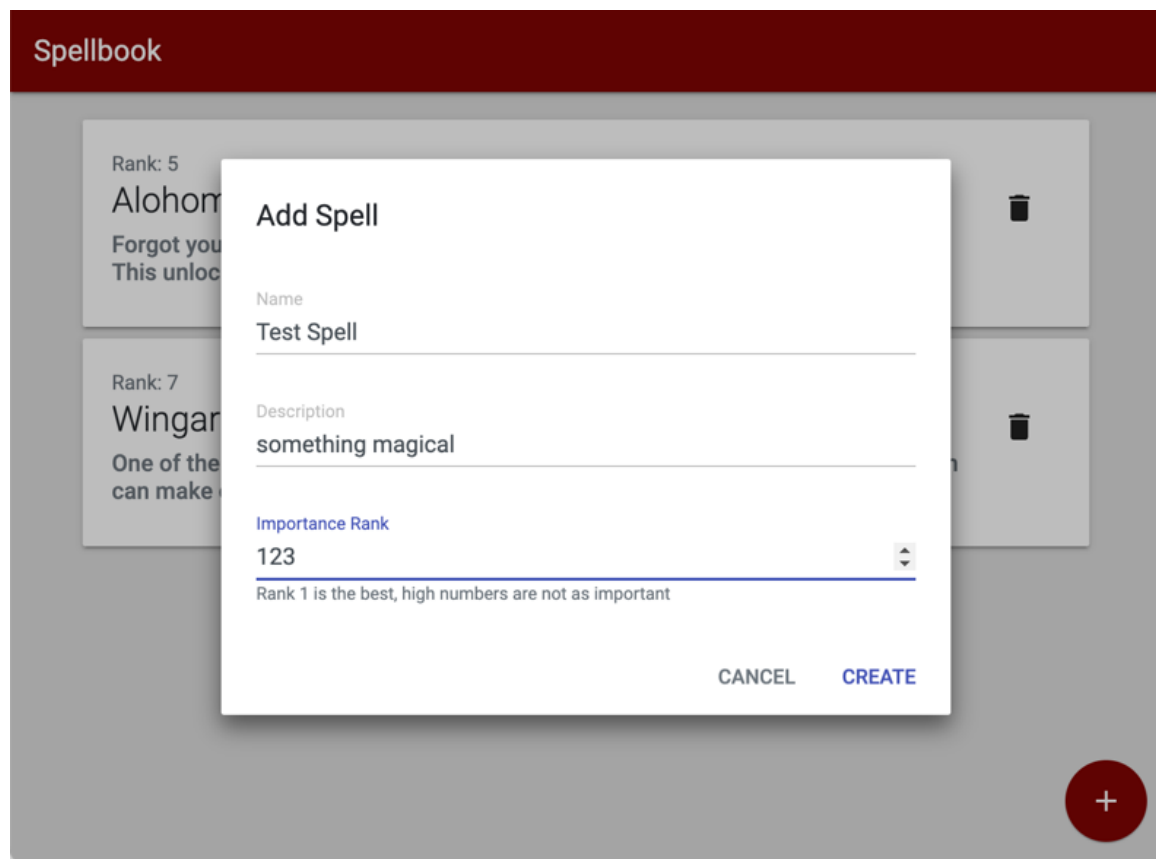 Spellbook
Rank: 5
Alohom
Forgot you
This unloc
Rank: 7
Wingar
One of the
can make
Add Spell
Name
Test Spell
Description
something magical
Importance Rank
123
Rank 1 is the best, high numbers are not as important
CANCEL CREATE
+